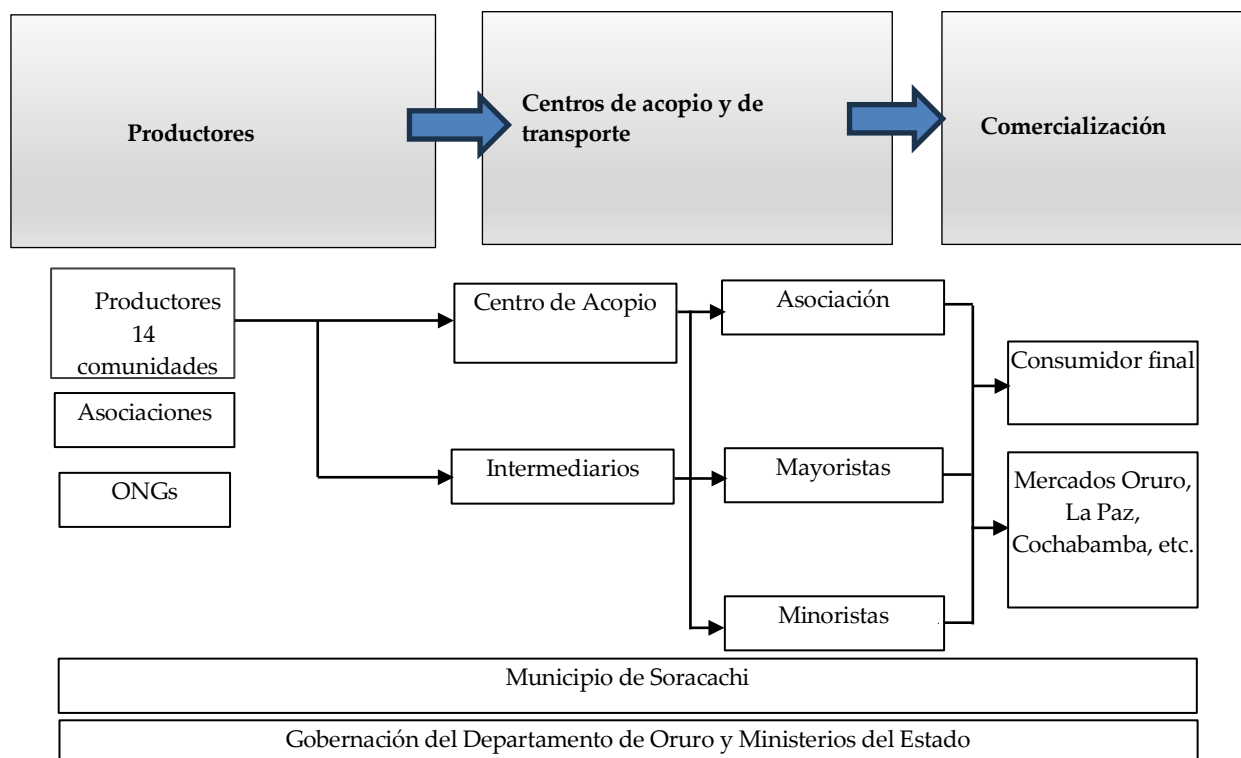 Productores
Centros de acopio y de
transporte
Comercialización
Productores
14
comunidades
Asociaciones
ONGs
Centro de Acopio
Intermediarios
Asociación
Mayoristas
Minoristas
Consumidor final
Mercados Oruro,
La Paz,
Cochabamba, etc.
Municipio de Soracachi
Gobernación del Departamento de Oruro y Ministerios del Estado